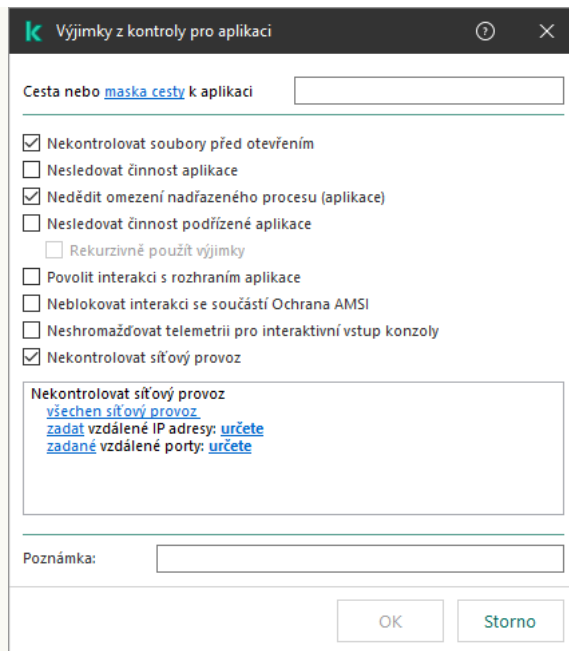 Výjimky z kontroly pro aplikaci
Cesta nebo maska cesty k aplikaci
Nekontrolovat soubory před otevřením
Nesledovat činnost aplikace
Nedědit omezení nadřazeného procesu (aplikace)
Nesledovat činnost podřízené aplikace
Rekurzivně použít výjimky
Povolit interakci s rozhraním aplikace
Neblokovat interakci se součástí Ochrana AMSI
Neshromažďovat telemetrii pro interaktivní vstup konzoly
Nekontrolovat síťový provoz
Nekontrolovat síťový provoz
všechen síťový provoz
zadat vzdálené IP adresy: určete
zadané vzdálené porty: určete
Poznámka:
OK Storno